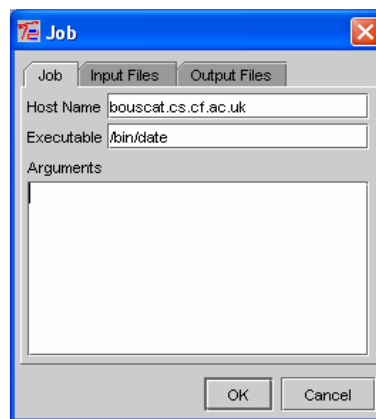 Job
Job Input Files Output Files
Host Name bouscat.cs.cf.ac.uk
Executable /bin/date
Arguments
OK Cancel